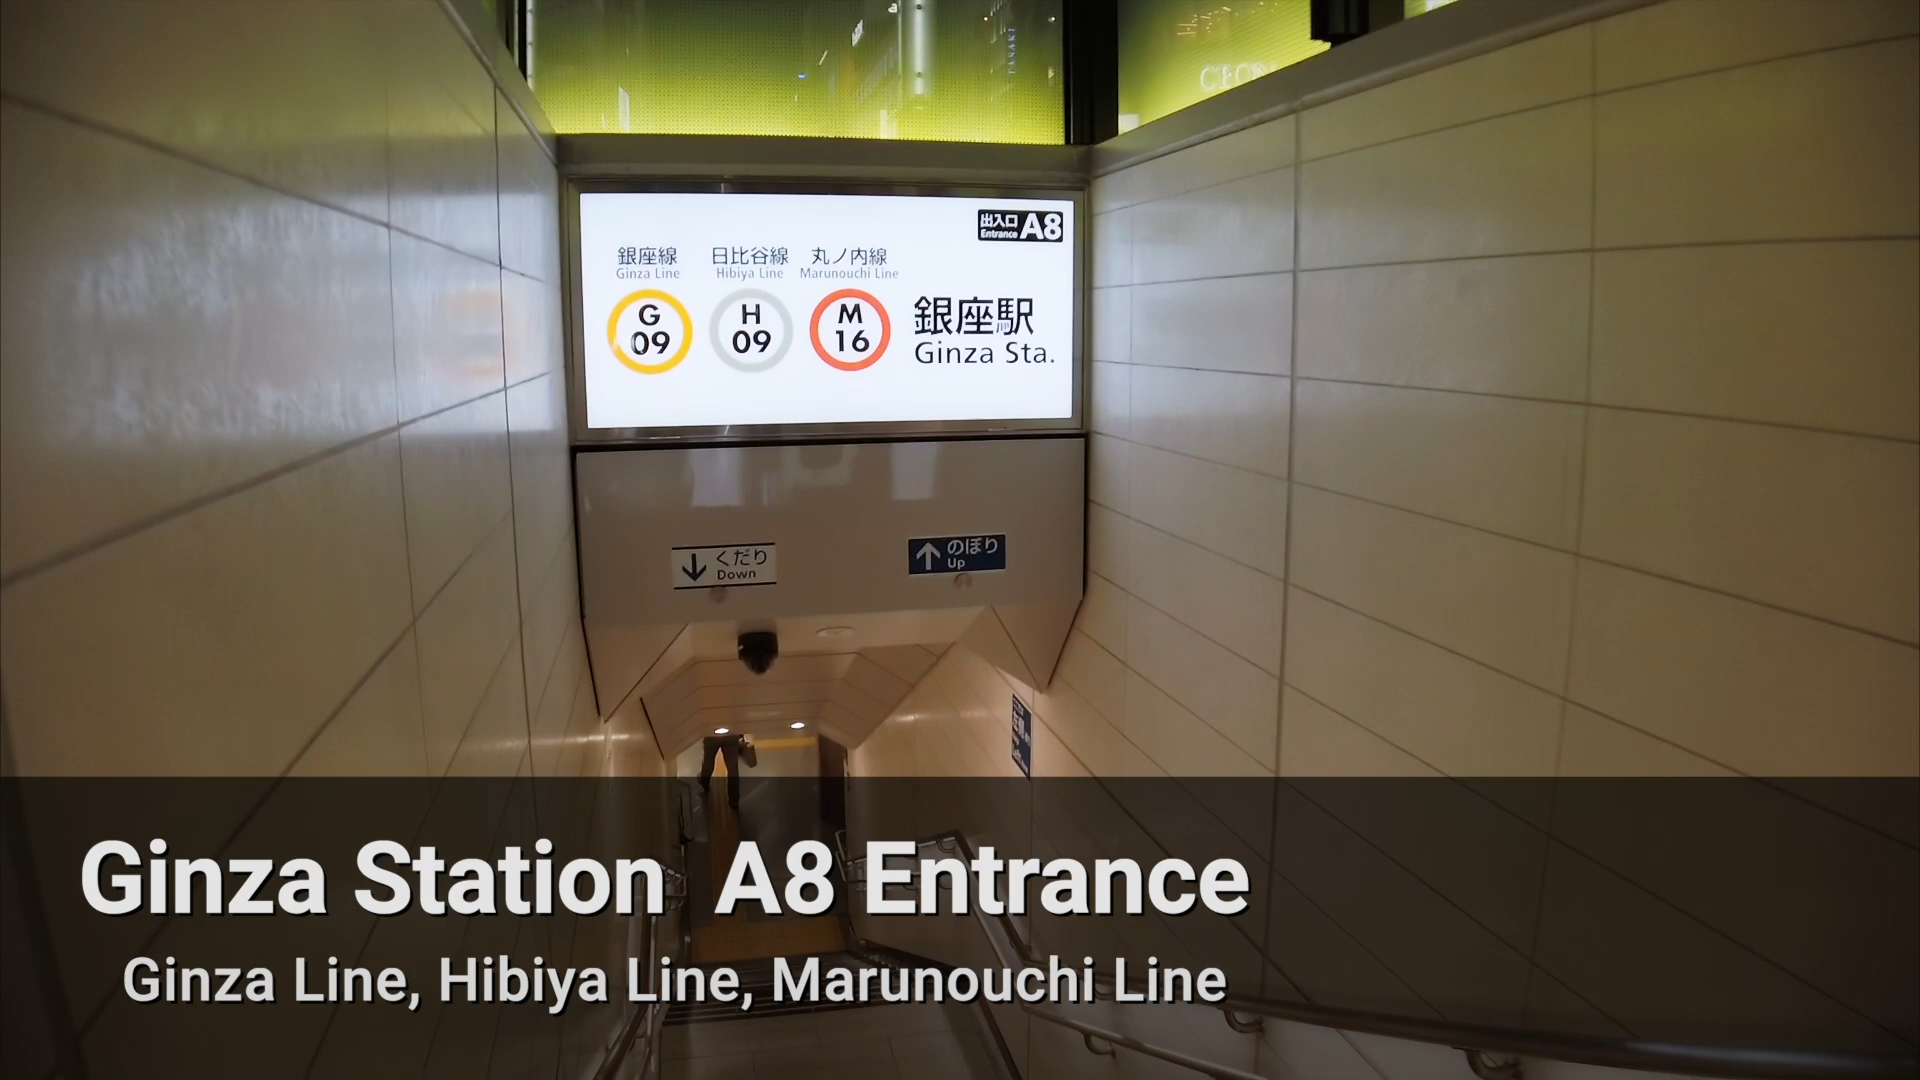 出入口 Entrance A8
銀座線 日比谷線 丸ノ内線
Ginza Line Hibiya Line Marunouchi Line
G 09 H 09 M 16
銀座駅
Ginza Sta.
くだり
Down
のぼり
Up
Ginza Station A8 Entrance
Ginza Line, Hibiya Line, Marunouchi Line